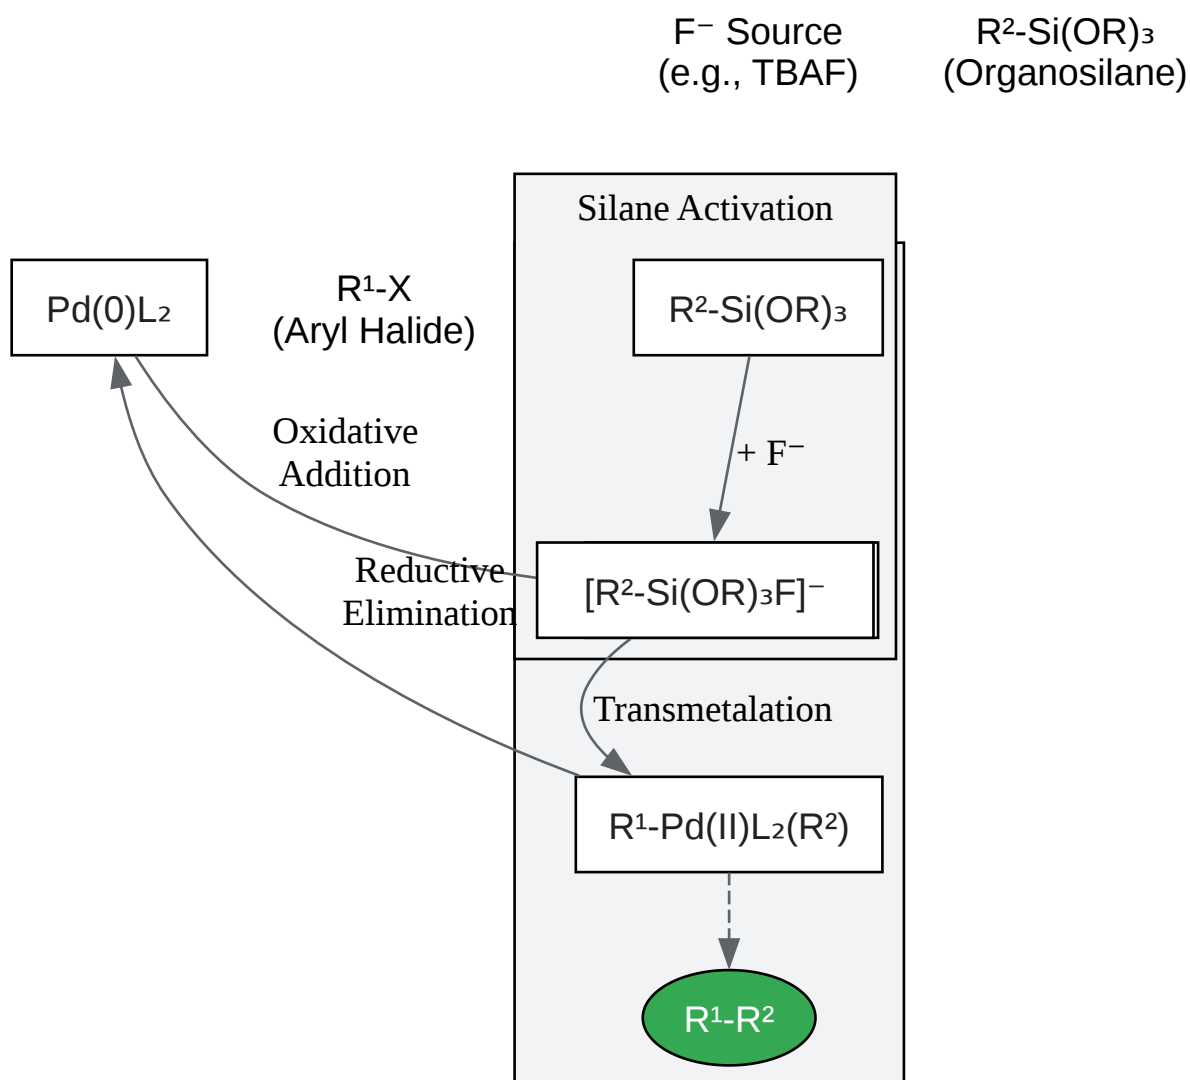 F⁻ Source
(e.g., TBAF)
R²-Si(OR)₃
(Organosilane)
Silane Activation
Pd(0)L₂
R¹-X
(Aryl Halide)
R²-Si(OR)₃
Oxidative
Addition
+ F⁻
Reductive
Elimination
[R²-Si(OR)₃F]⁻
Transmetalation
R¹-Pd(II)L₂(R²)
R¹-R²